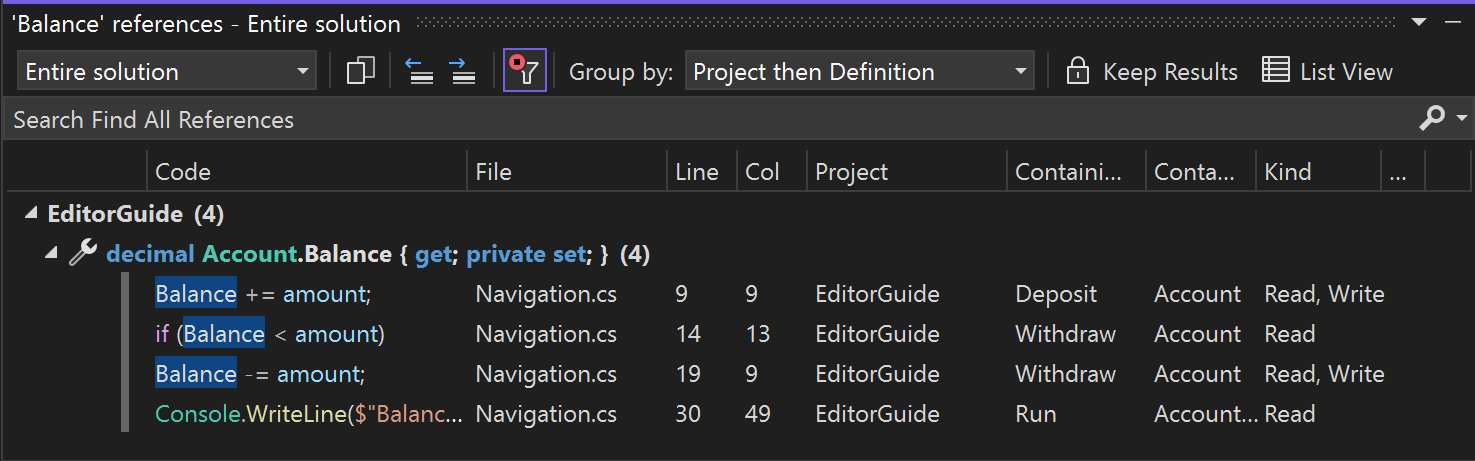 'Balance' references - Entire solution
Entire solution Group by: Project then Definition Keep Results List View
Search Find All References
Code File Line Col Project Containi... Conta... Kind ...
EditorGuide (4)
decimal Account.Balance { get; private set; } (4)
Balance += amount; Navigation.cs 9 9 EditorGuide Deposit Account Read, Write
if (Balance < amount) Navigation.cs 14 13 EditorGuide Withdraw Account Read
Balance -= amount; Navigation.cs 19 9 EditorGuide Withdraw Account Read, Write
Console.WriteLine($"Balanc... Navigation.cs 30 49 EditorGuide Run Account... Read